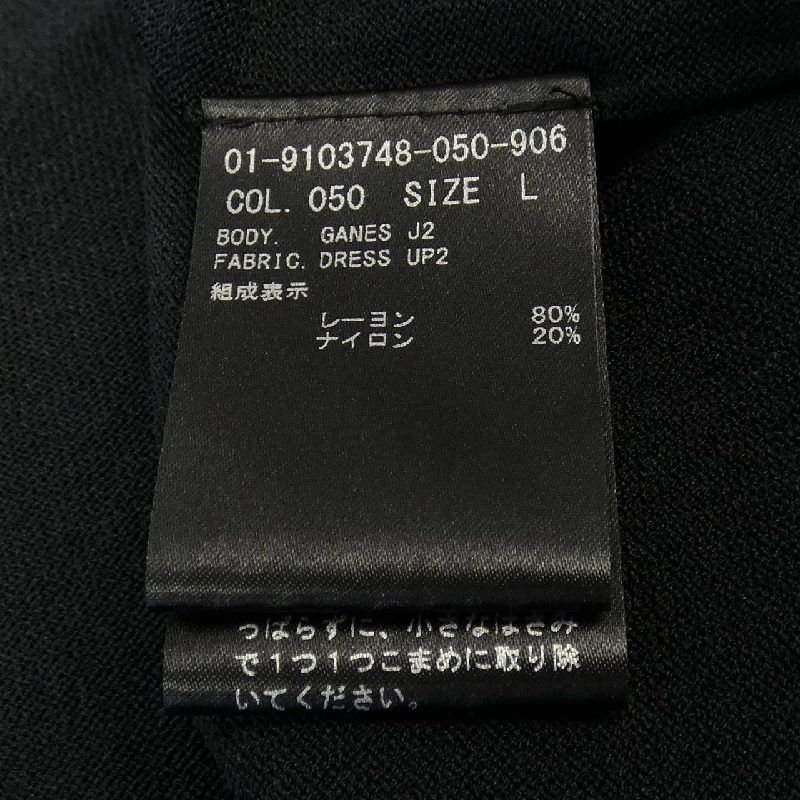 01-9103748-050-906
COL. 050 SIZE L
BODY. GANES J2
FABRIC. DRESS UP2
組成表示
レーヨン 80%
ナイロン 20%
っぱらずに、小さなはさみ
で1つ1つこまめに取り除
いてください。